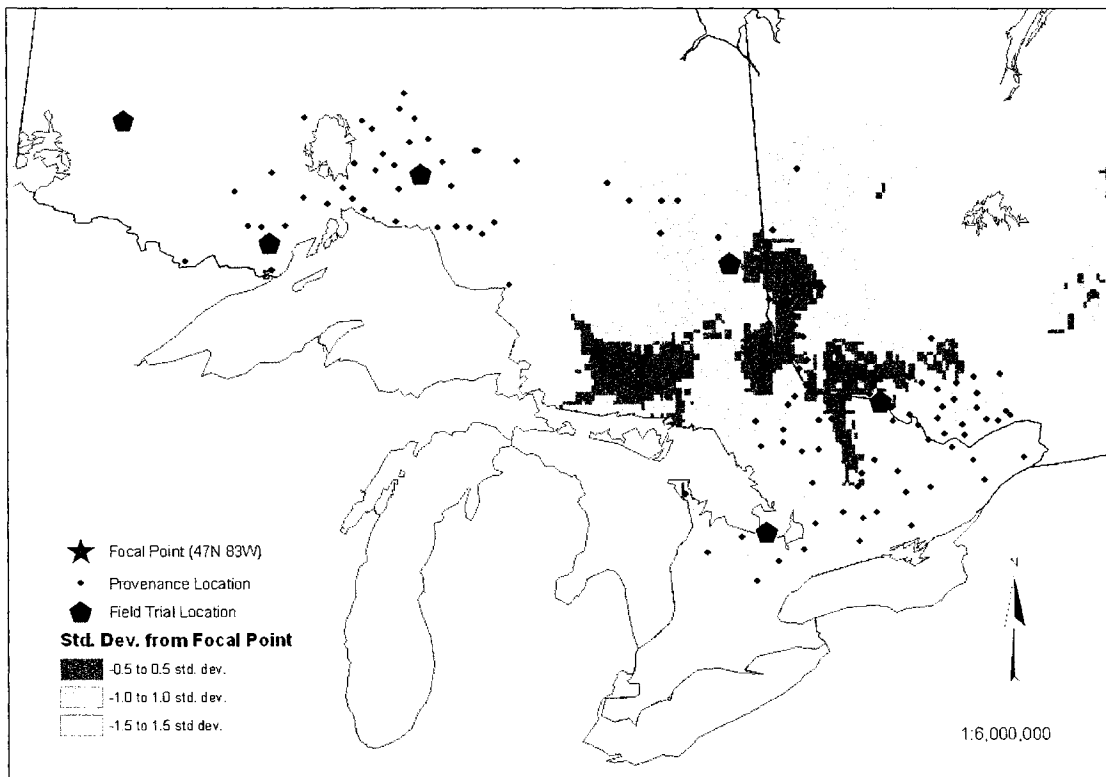 Focal Point (47N 83W)
Provenance Location
Field Trial Location
Std. Dev. from Focal Point
-0.5 to 0.5 std. dev.
-1.0 to 1.0 std. dev.
-1.5 to 1.5 std dev.
N
1:6,000,000